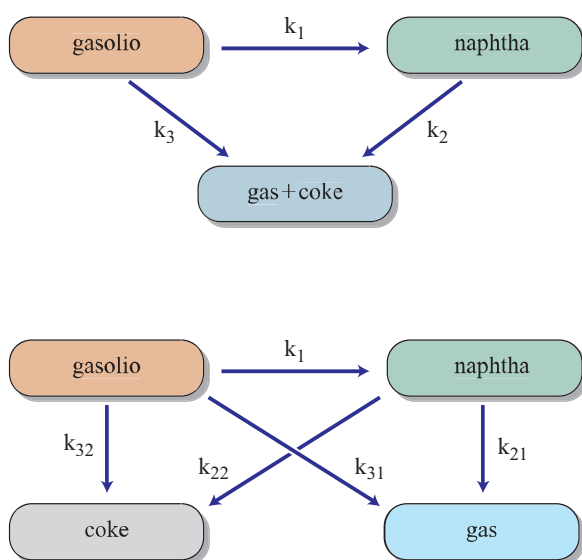 gasolio
k1
naphtha
k3
k2
gas+coke
gasolio
k1
naphtha
k32
k22
k31
k21
coke
gas